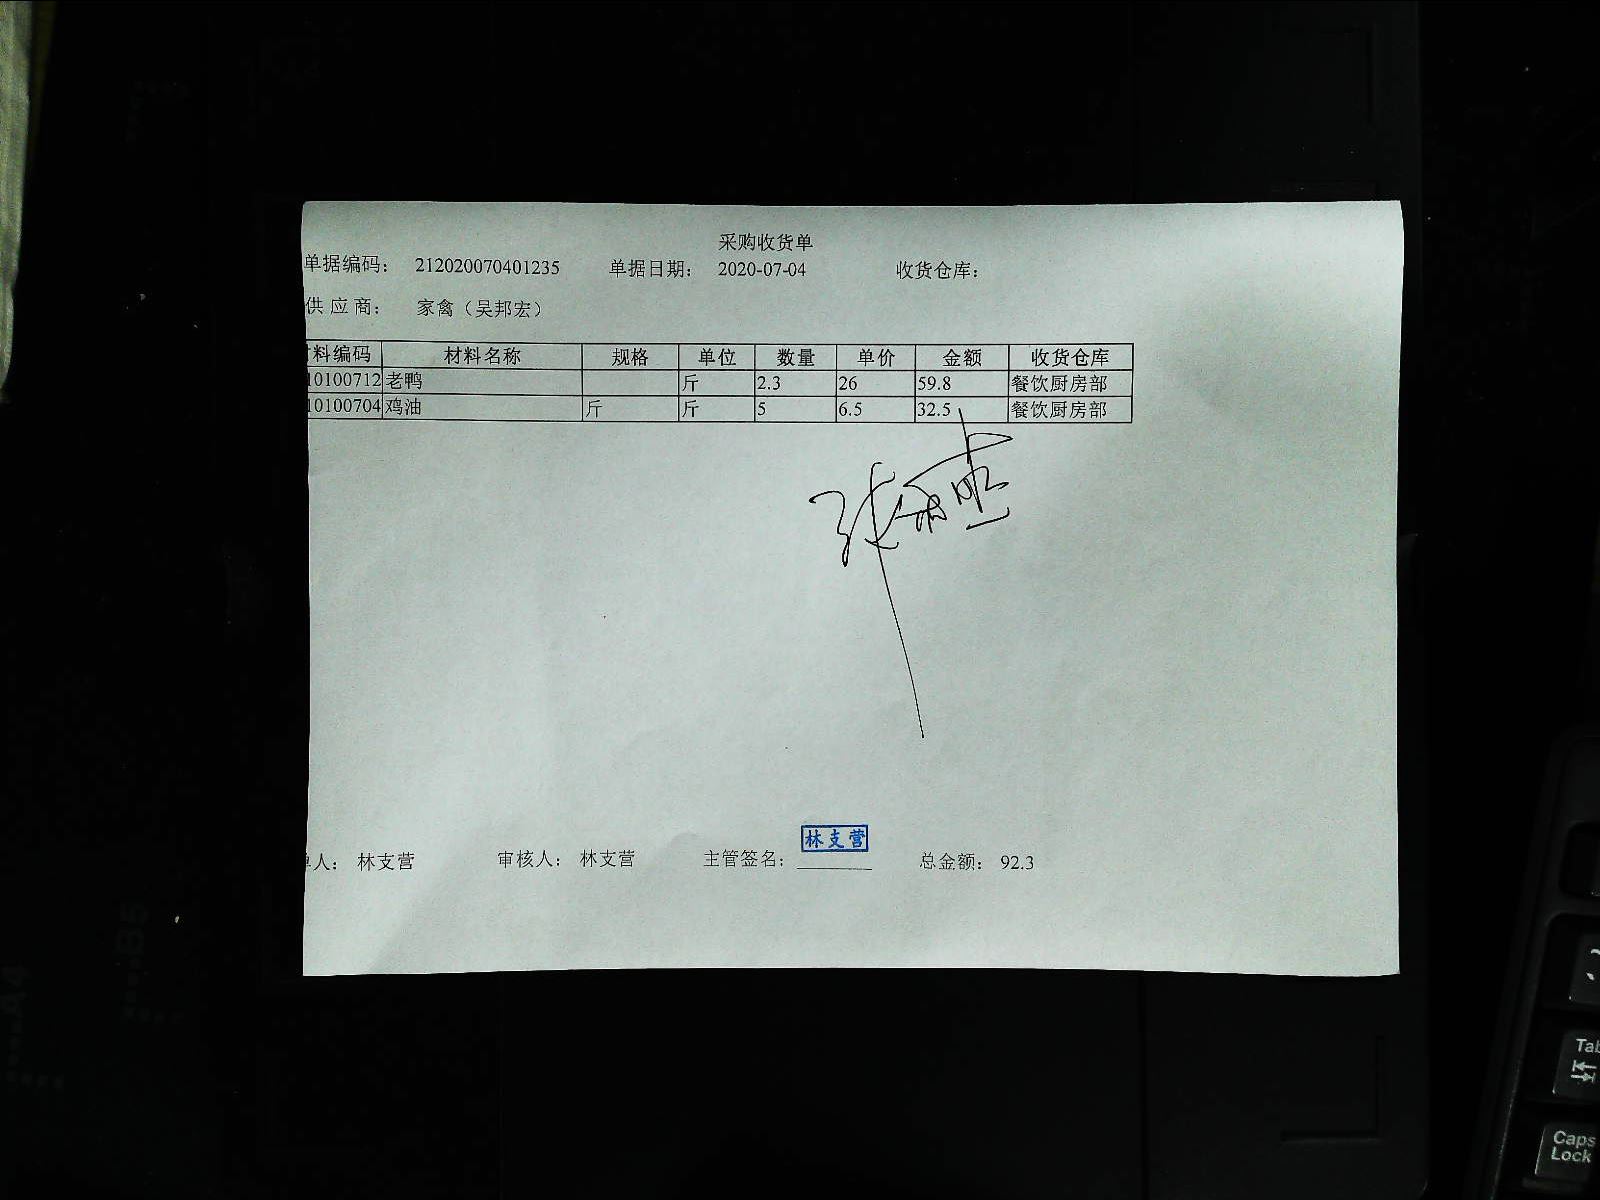 采购收货单
单据编码： 212020070401235 单据日期： 2020-07-04 收货仓库：
供应商： 家禽（吴邦宏）
料编码 材料名称 规格 单位 数量 单价 金额 收货仓库
10100712 老鸭 斤 2.3 26 59.8 餐饮厨房部
10100704 鸡油 斤 斤 5 6.5 32.5 餐饮厨房部
林支营
人： 林支营 审核人： 林支营 主管签名： 总金额： 92.3
B5
A4
Tab
Caps
Lock